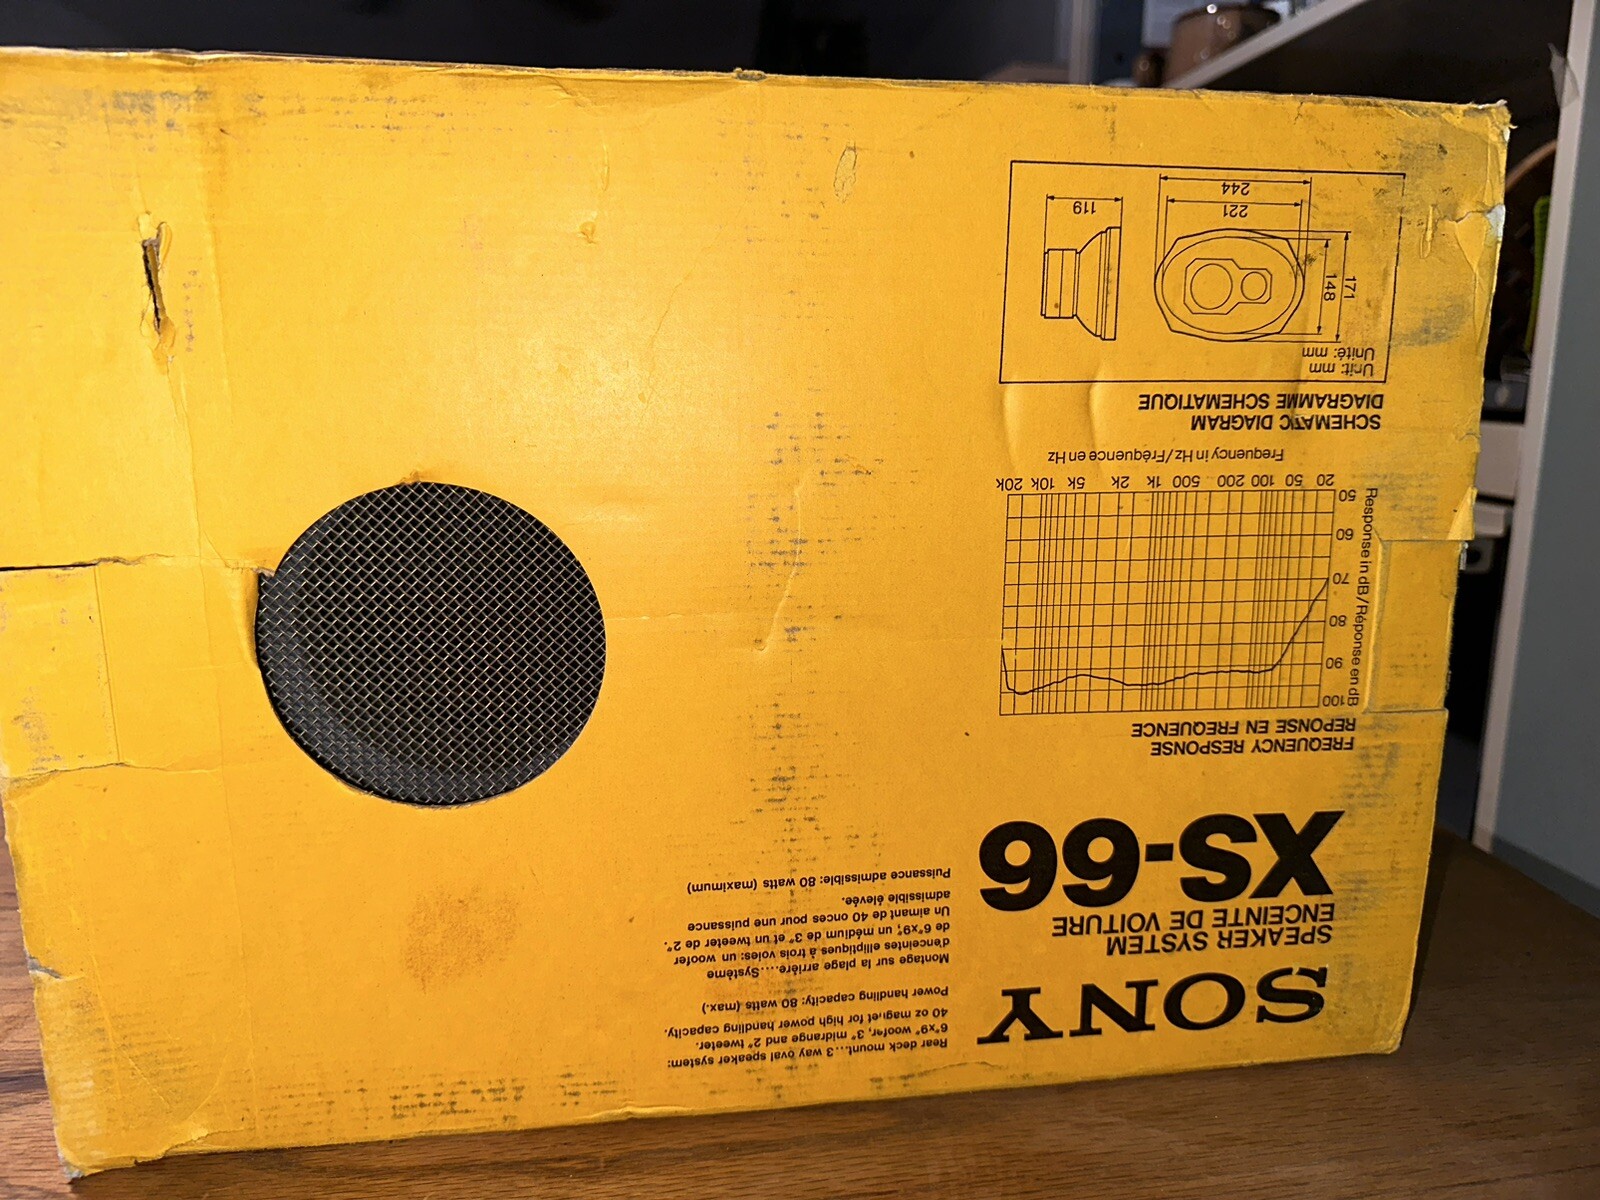 SONY
SPEAKER SYSTEM
ENCEINTE DE VOITURE
XS-66
Rear deck mount...3 way oval speaker system:
6"x9" woofer, 3" midrange and 2" tweeter.
40 oz magnet for high power handling capacity.
Power handling capacity: 80 watts (max.)
Montage sur la plage arrière....Système
d'enceintes elliptiques à trois voies: un woofer
de 6"x9", un médium de 3" et un tweeter de 2".
Un aimant de 40 onces pour une puissance
admissible élevée.
Puissance admissible: 80 watts (maximum)
FREQUENCY RESPONSE
REPONSE EN FREQUENCE
Response in dB/Réponse en dB
100
90
80
70
60
50
20 50 100 200 500 1k 2k 5k 10k 20k
Frequency in Hz/Fréquence en Hz
SCHEMATIC DIAGRAM
DIAGRAMME SCHEMATIQUE
Unit: mm
Unité: mm
171
148
221
244
119